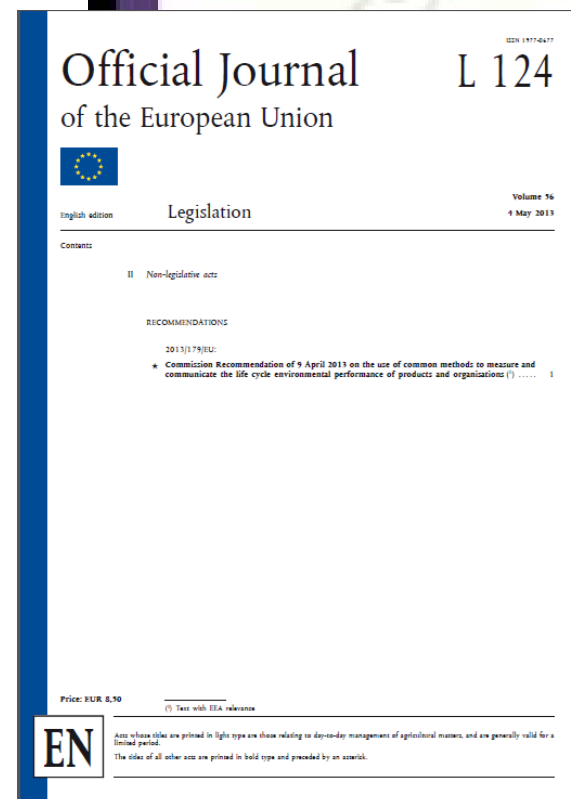 ISSN 1977-0677
Official Journal L 124
of the European Union
Volume 56
English edition Legislation 4 May 2013
Contents
II Non-legislative acts
RECOMMENDATIONS
2013/179/EU:
★ Commission Recommendation of 9 April 2013 on the use of common methods to measure and
communicate the life cycle environmental performance of products and organisations (¹) ..... 1
Price: EUR 8,50
(¹) Text with EEA relevance
EN
Acts whose titles are printed in light type are those relating to day-to-day management of agricultural matters, and are generally valid for a
limited period.
The titles of all other acts are printed in bold type and preceded by an asterisk.